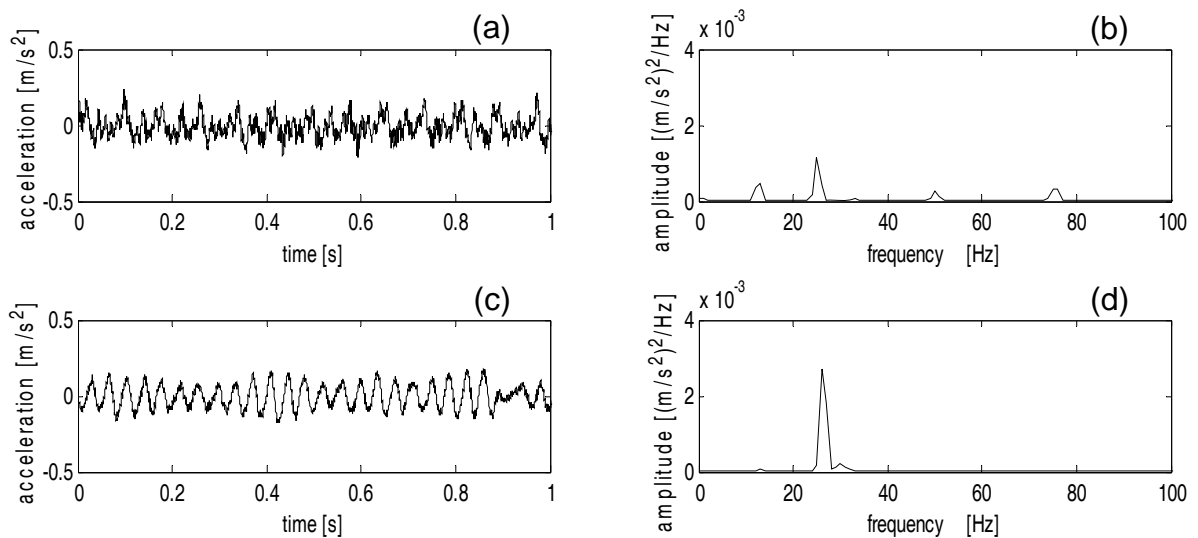 (a)
acceleration [m/s²]
0.5
0
-0.5
0 0.2 0.4 0.6 0.8 1
time [s]
(b)
x 10⁻³
amplitude [(m/s²)²/Hz]
4
2
0
0 20 40 60 80 100
frequency [Hz]
(c)
acceleration [m/s²]
0.5
0
-0.5
0 0.2 0.4 0.6 0.8 1
time [s]
(d)
x 10⁻³
amplitude [(m/s²)²/Hz]
4
2
0
0 20 40 60 80 100
frequency [Hz]